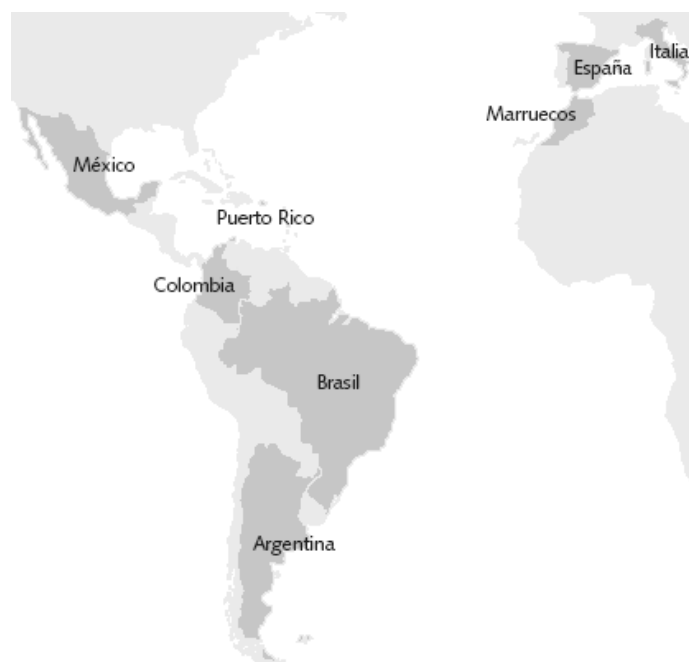 Italia
España
Marruecos
México
Puerto Rico
Colombia
Brasil
Argentina